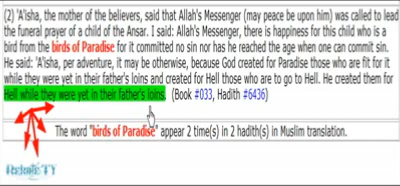 (2) 'A'isha, the mother of the believers, said that Allah's Messenger (may peace be upon him) was called to lead
the funeral prayer of a child of the Ansar. I said: Allah's Messenger, there is happiness for this child who is a
bird from the birds of Paradise for it committed no sin nor has he reached the age when one can commit sin.
He said: 'A'isha, per adventure, it may be otherwise, because God created for Paradise those who are fit for it
while they were yet in their father's loins and created for Hell those who are to go to Hell. He created them for
Hell while they were yet in their father's loins. (Book #033, Hadith #6436)
The word "birds of Paradise" appear 2 time(s) in 2 hadith(s) in Muslim translation.